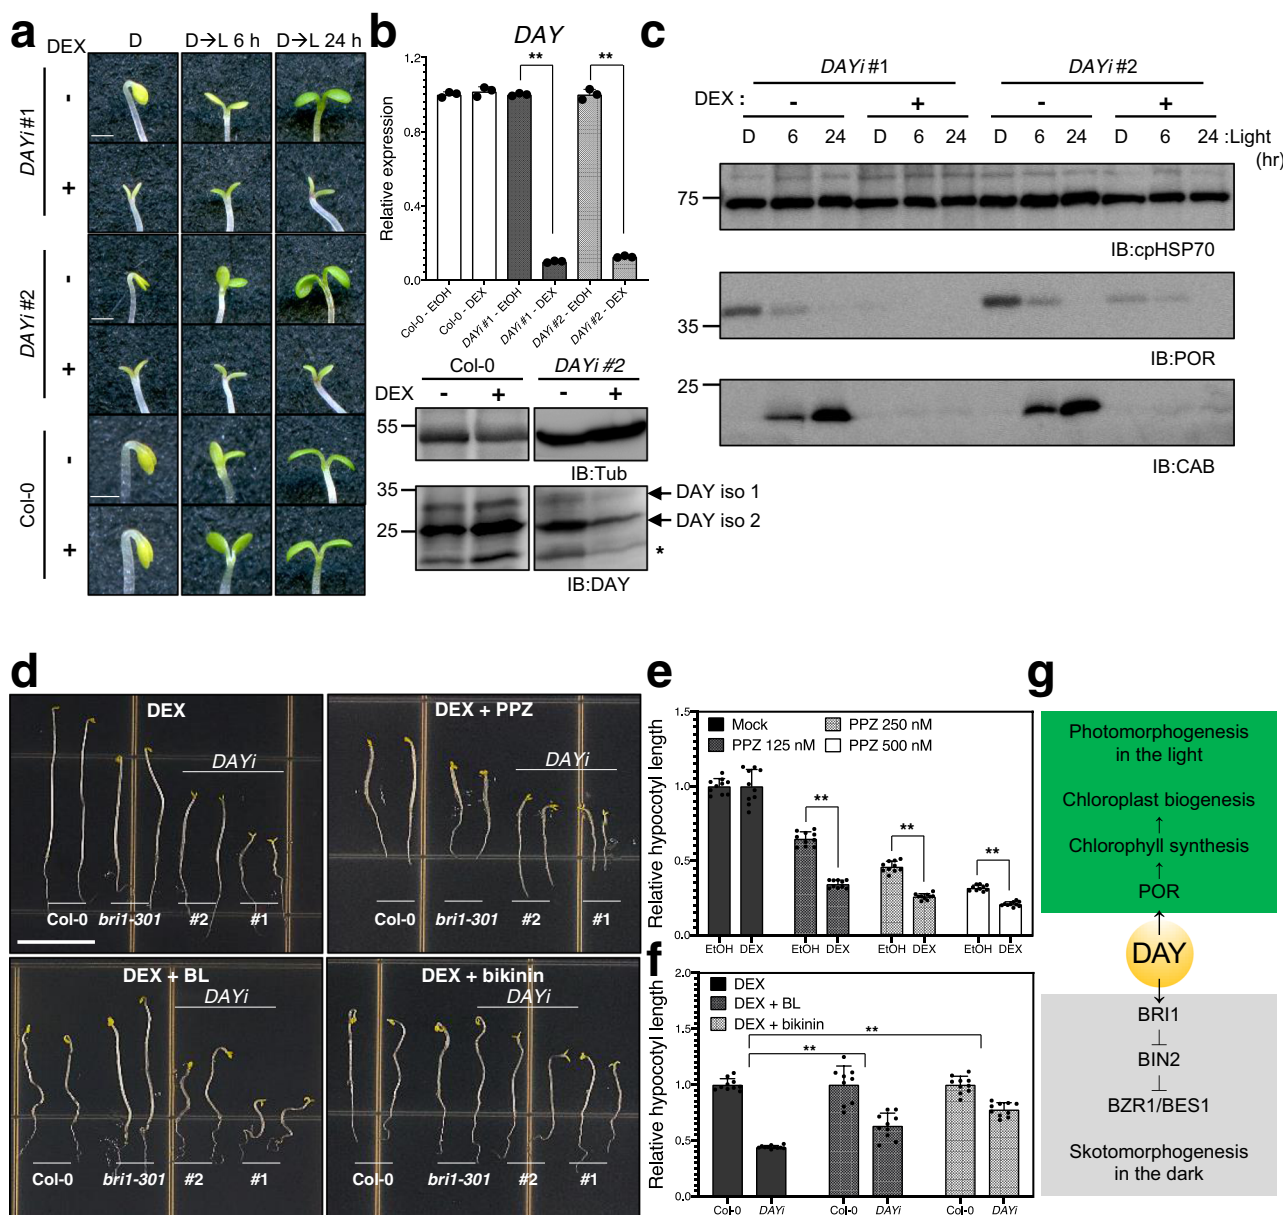 a
DEX
D
D→L 6 h
D→L 24 h
DAYi #1
-
+
DAYi #2
-
+
Col-0
-
+
b
DAY
Relative expression
1.2
0.8
0.4
0.0
**
**
Col-0 - EtOH
Col-0 - DEX
DAYi #1 - EtOH
DAYi #1 - DEX
DAYi #2 - EtOH
DAYi #2 - DEX
Col-0
DAYi #2
DEX - + - +
55
IB:Tub
35
25
DAY iso 1
DAY iso 2
*
IB:DAY
c
DAYi #1
DAYi #2
DEX : - + - +
D 6 24 D 6 24 D 6 24 D 6 24 :Light
(hr)
75
IB:cpHSP70
35
IB:POR
25
IB:CAB
d
DEX
DAYi
Col-0
bri1-301
#2
#1
DEX + PPZ
DAYi
Col-0
bri1-301
#2
#1
DEX + BL
DAYi
Col-0
bri1-301
#2
#1
DEX + bikinin
DAYi
Col-0
bri1-301
#2
#1
e
Relative hypocotyl length
1.5
1.0
0.5
0.0
Mock
PPZ 125 nM
PPZ 250 nM
PPZ 500 nM
**
**
**
EtOH DEX EtOH DEX EtOH DEX EtOH DEX
f
Relative hypocotyl length
2.0
1.5
1.0
0.5
0.0
DEX
DEX + BL
DEX + bikinin
**
**
Col-0 DAYi Col-0 DAYi Col-0 DAYi
g
Photomorphogenesis
in the light
Chloroplast biogenesis
↑
Chlorophyll synthesis
↑
POR
DAY
BRI1
⊥
BIN2
⊥
BZR1/BES1
Skotomorphogenesis
in the dark